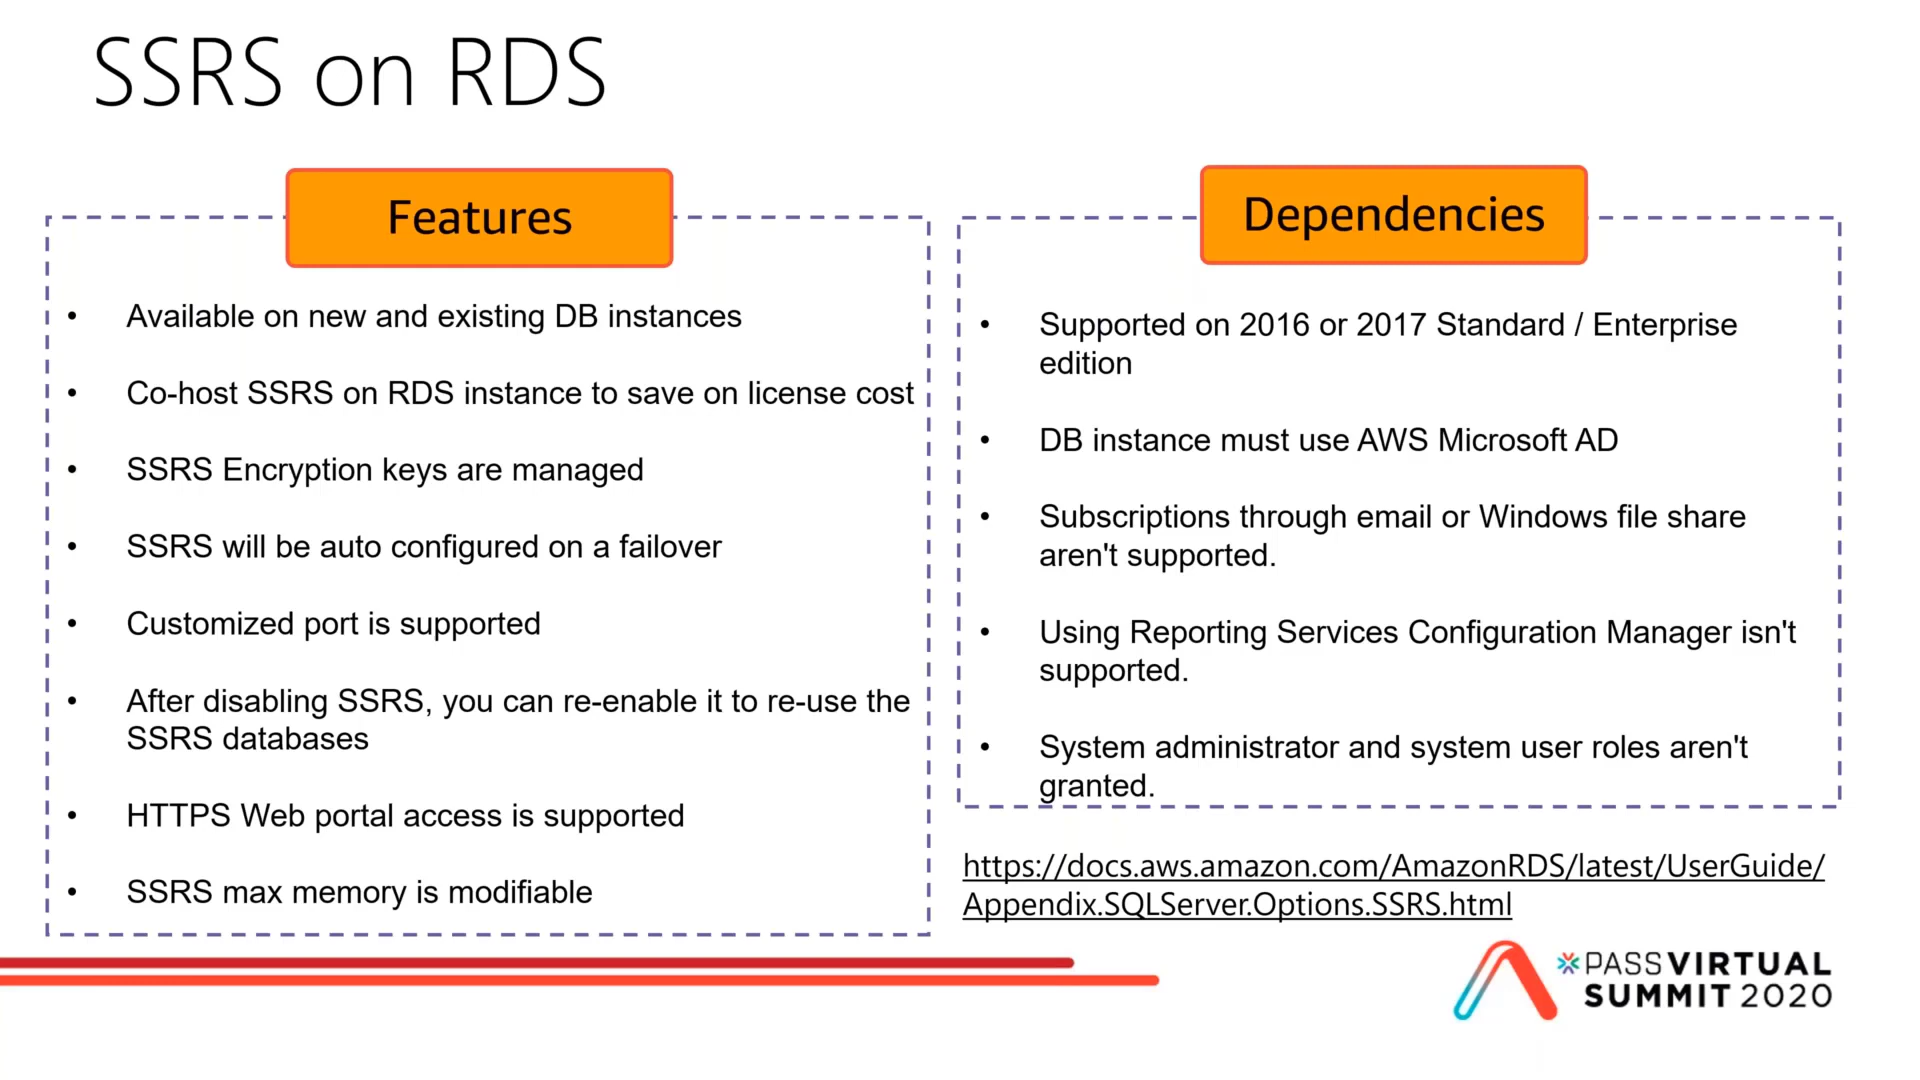 SSRS on RDS
Features
• Available on new and existing DB instances
• Co-host SSRS on RDS instance to save on license cost
• SSRS Encryption keys are managed
• SSRS will be auto configured on a failover
• Customized port is supported
• After disabling SSRS, you can re-enable it to re-use the
SSRS databases
• HTTPS Web portal access is supported
• SSRS max memory is modifiable
Dependencies
• Supported on 2016 or 2017 Standard / Enterprise
edition
• DB instance must use AWS Microsoft AD
• Subscriptions through email or Windows file share
aren't supported.
• Using Reporting Services Configuration Manager isn't
supported.
• System administrator and system user roles aren't
granted.
https://docs.aws.amazon.com/AmazonRDS/latest/UserGuide/
Appendix.SQLServer.Options.SSRS.html
PASS VIRTUAL
SUMMIT 2020